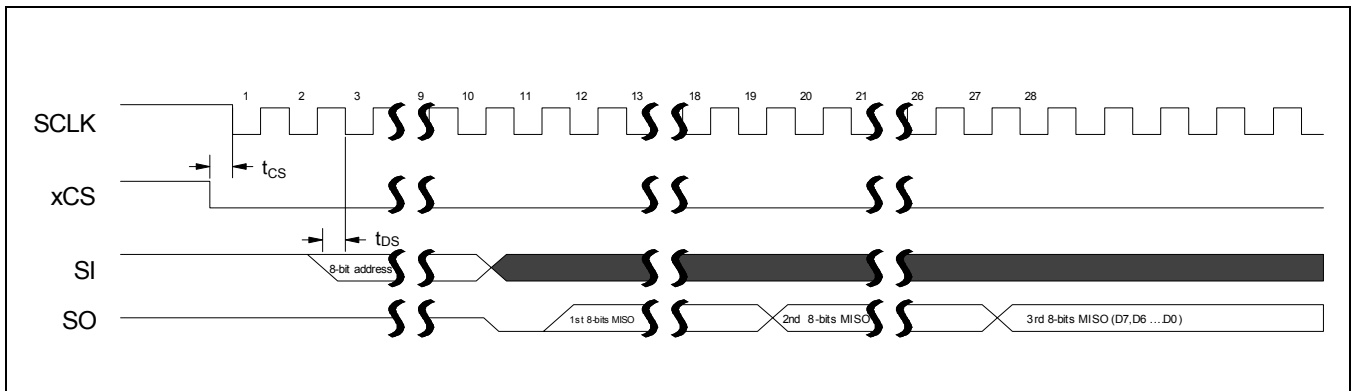 1 2 3 9 10 11 12 13 18 19 20 21 26 27 28
SCLK
tCS
xCS
tDS
SI 8-bit address
SO 1st 8-bits MISO 2nd 8-bits MISO 3rd 8-bits MISO (D7,D6 ....D0)